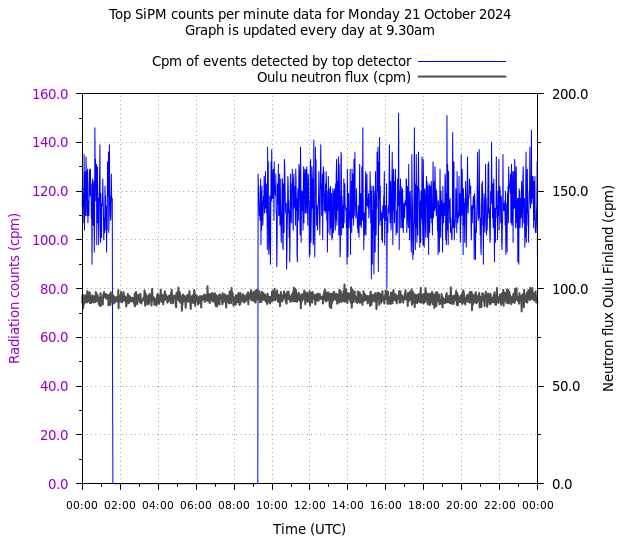 Top SiPM counts per minute data for Monday 21 October 2024
Graph is updated every day at 9.30am
Cpm of events detected by top detector
Oulu neutron flux (cpm)
160.0
140.0
120.0
100.0
80.0
60.0
40.0
20.0
0.0
Radiation counts (cpm)
200.0
150.0
100.0
50.0
0.0
Neutron flux Oulu Finland (cpm)
00:00 02:00 04:00 06:00 08:00 10:00 12:00 14:00 16:00 18:00 20:00 22:00 00:00
Time (UTC)